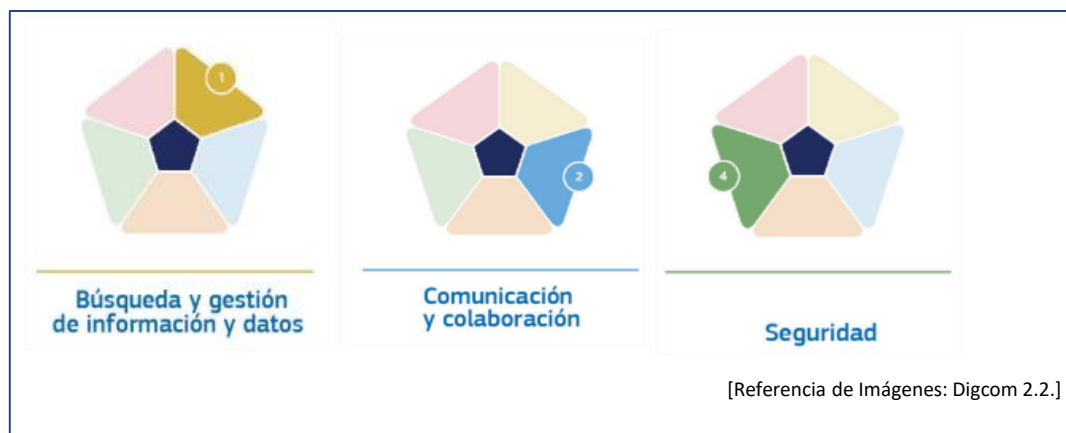 1
Búsqueda y gestión
de información y datos
2
Comunicación
y colaboración
4
Seguridad
[Referencia de Imágenes: Digcom 2.2.]